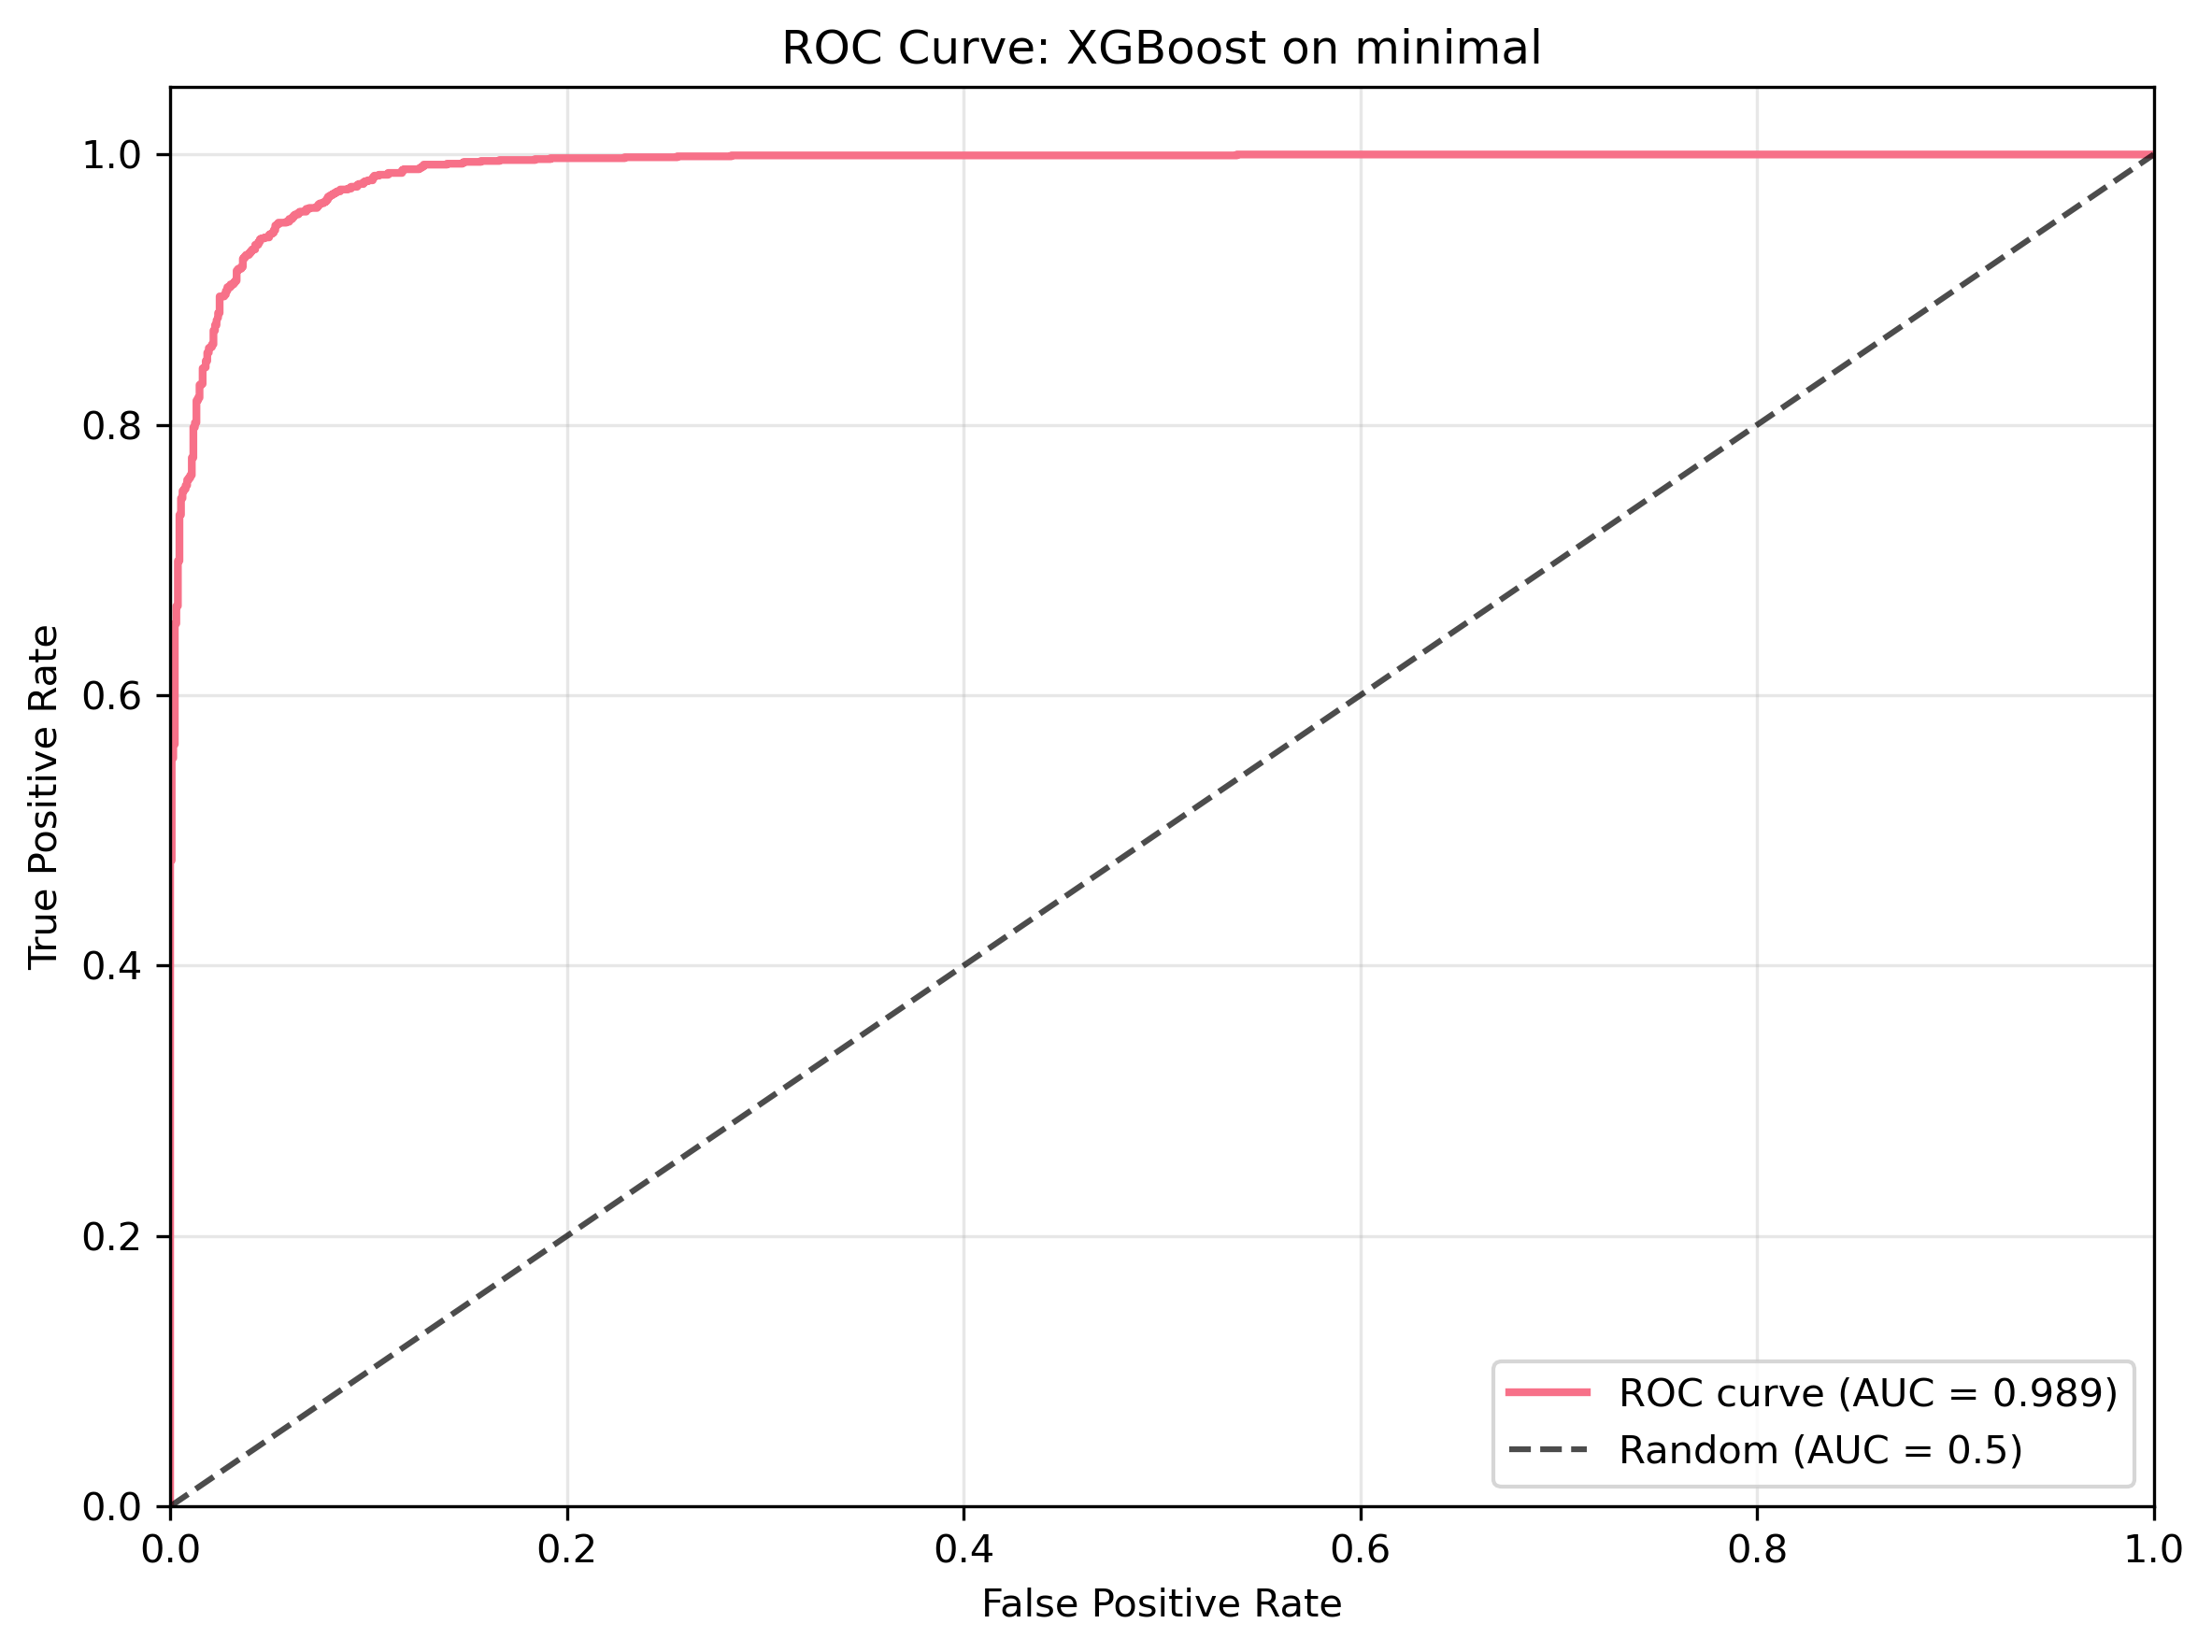 ROC Curve: XGBoost on minimal
True Positive Rate
1.0
0.8
0.6
0.4
0.2
0.0
0.0 0.2 0.4 0.6 0.8 1.0
False Positive Rate
ROC curve (AUC = 0.989)
Random (AUC = 0.5)